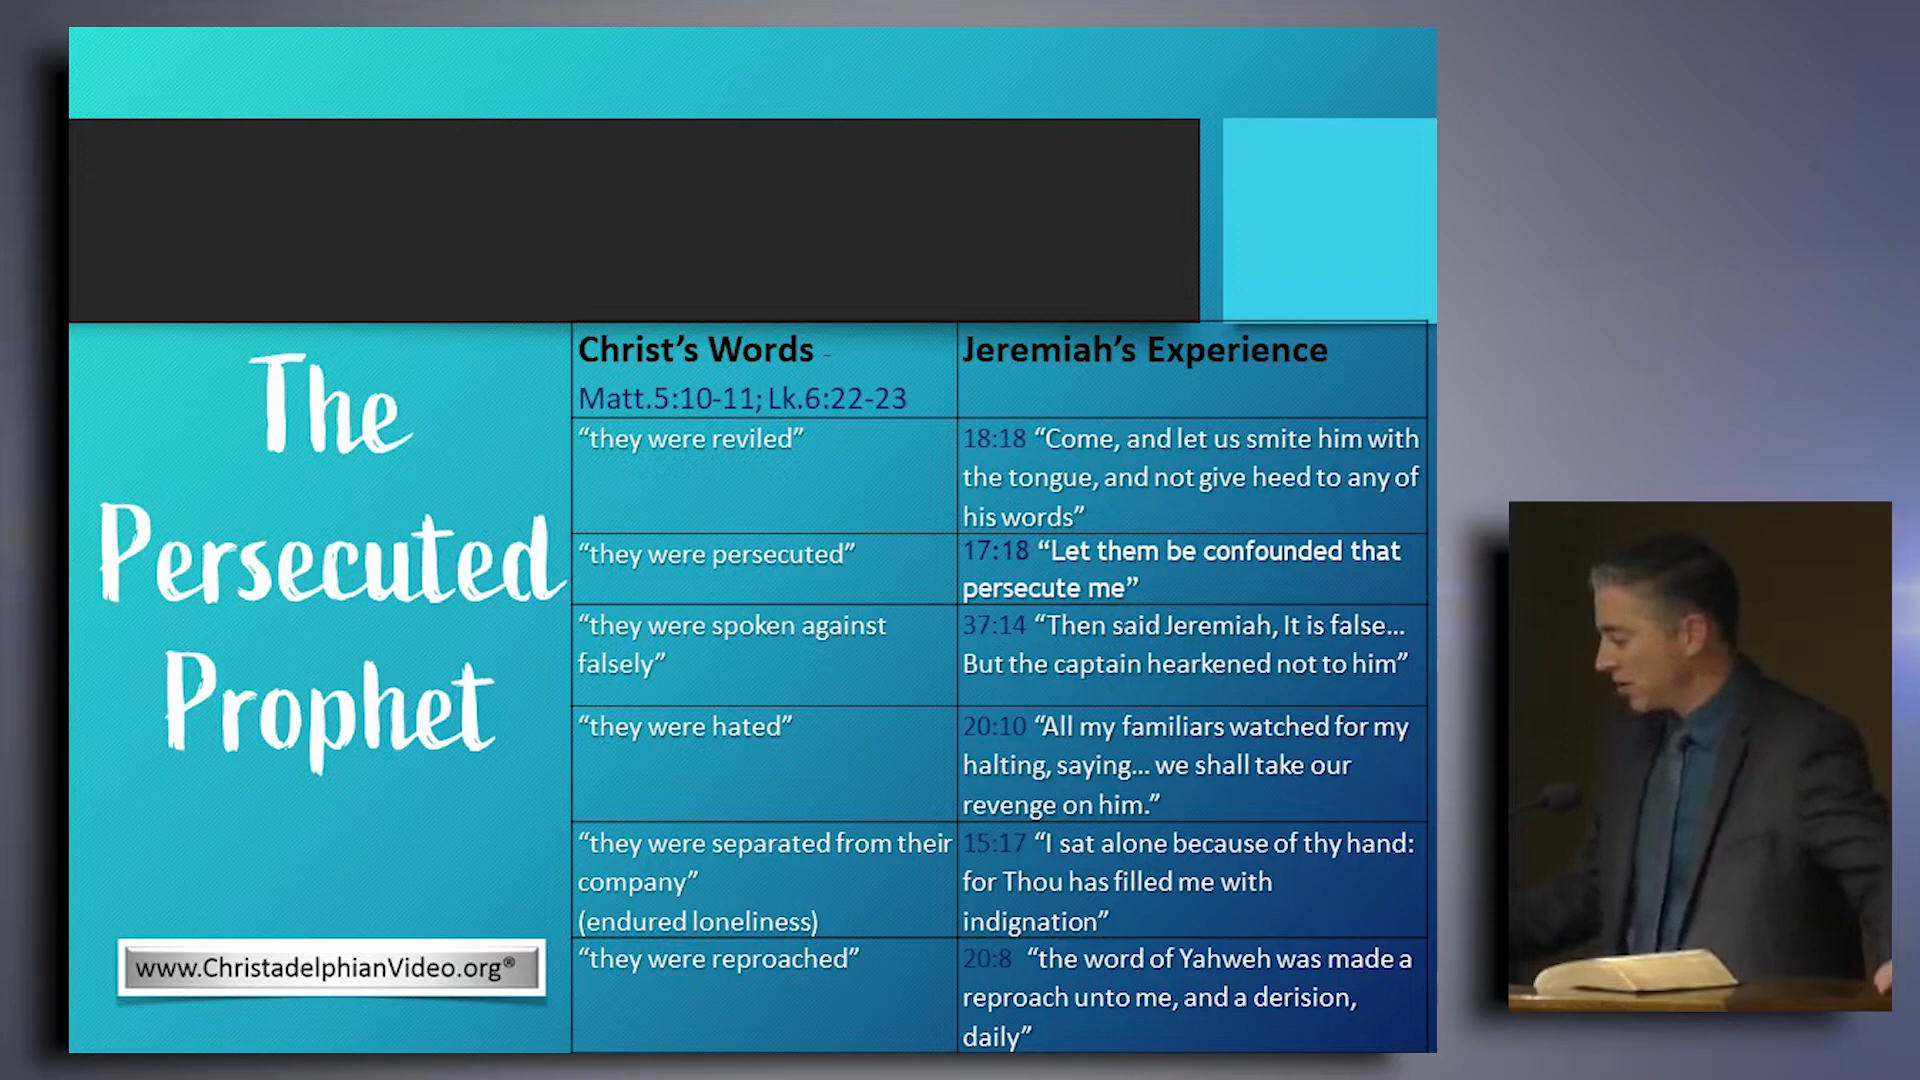 The
Persecuted
Prophet
www.ChristadelphianVideo.org®
Christ’s Words -
Matt.5:10-11; Lk.6:22-23
Jeremiah’s Experience
“they were reviled”
18:18 “Come, and let us smite him with
the tongue, and not give heed to any of
his words”
“they were persecuted”
17:18 “Let them be confounded that
persecute me”
“they were spoken against
falsely”
37:14 “Then said Jeremiah, It is false...
But the captain hearkened not to him”
“they were hated”
20:10 “All my familiars watched for my
halting, saying... we shall take our
revenge on him.”
“they were separated from their
company”
(endured loneliness)
15:17 “I sat alone because of thy hand:
for Thou has filled me with
indignation”
“they were reproached”
20:8 “the word of Yahweh was made a
reproach unto me, and a derision,
daily”